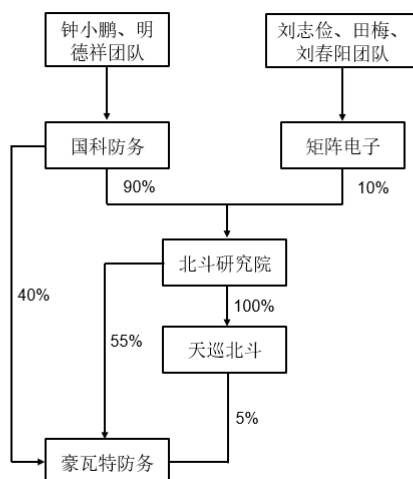 钟小鹏、明
德祥团队
刘志俭、田梅、
刘春阳团队
国科防务
矩阵电子
90%
10%
北斗研究院
40%
55%
100%
天巡北斗
5%
豪瓦特防务